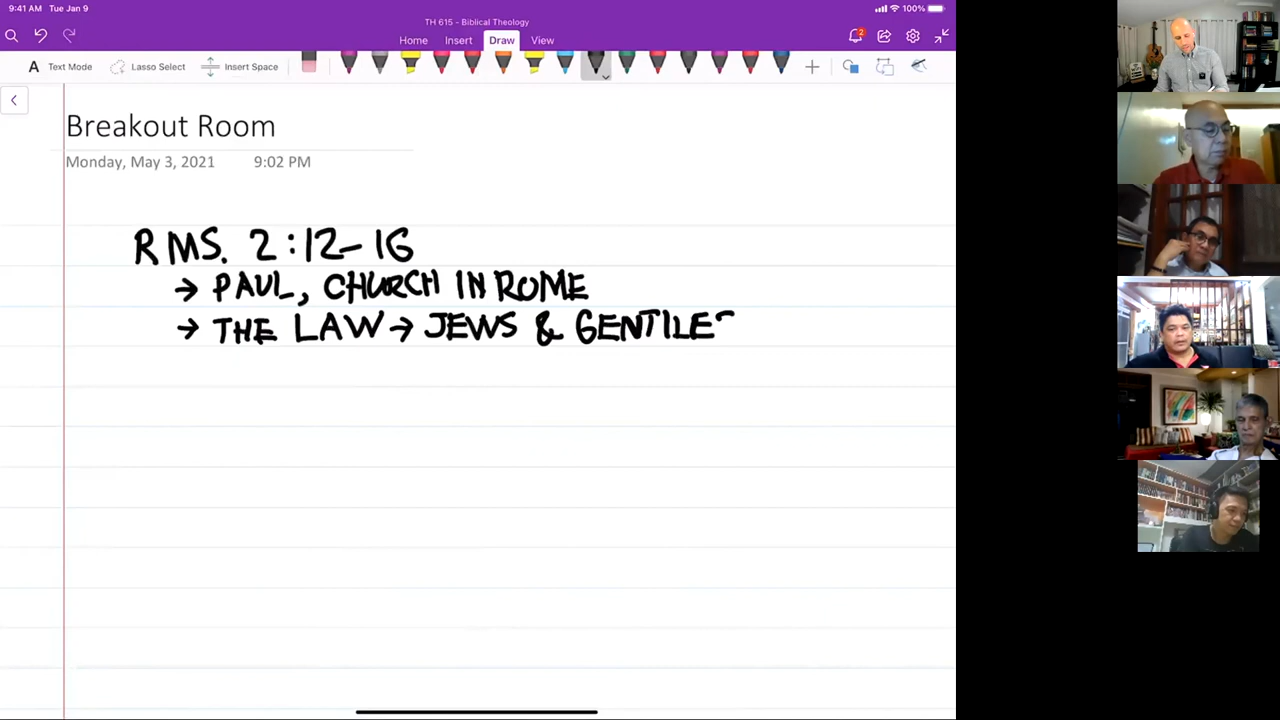 9:41 AM Tue Jan 9
100%
TH 615 - Biblical Theology
Home Insert Draw View
2
A Text Mode Lasso Select Insert Space
Breakout Room
Monday, May 3, 2021 9:02 PM
RMS. 2:12-16
→ PAUL, CHURCH IN ROME
→ THE LAW → JEWS & GENTILE